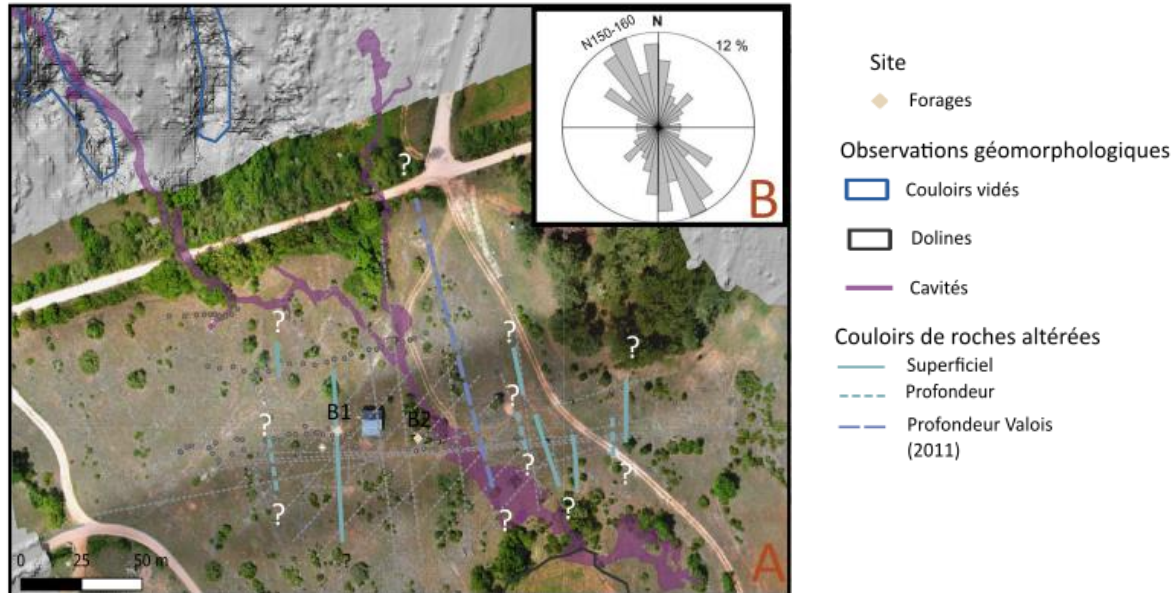 N150-160
N
12 %
B
?
?
?
?
?
?
B1
B2
?
?
?
?
?
?
?
A
0 25 50 m
Site
Forages
Observations géomorphologiques
Couloirs vidés
Dolines
Cavités
Couloirs de roches altérées
Superficiel
Profondeur
Profondeur Valois
(2011)